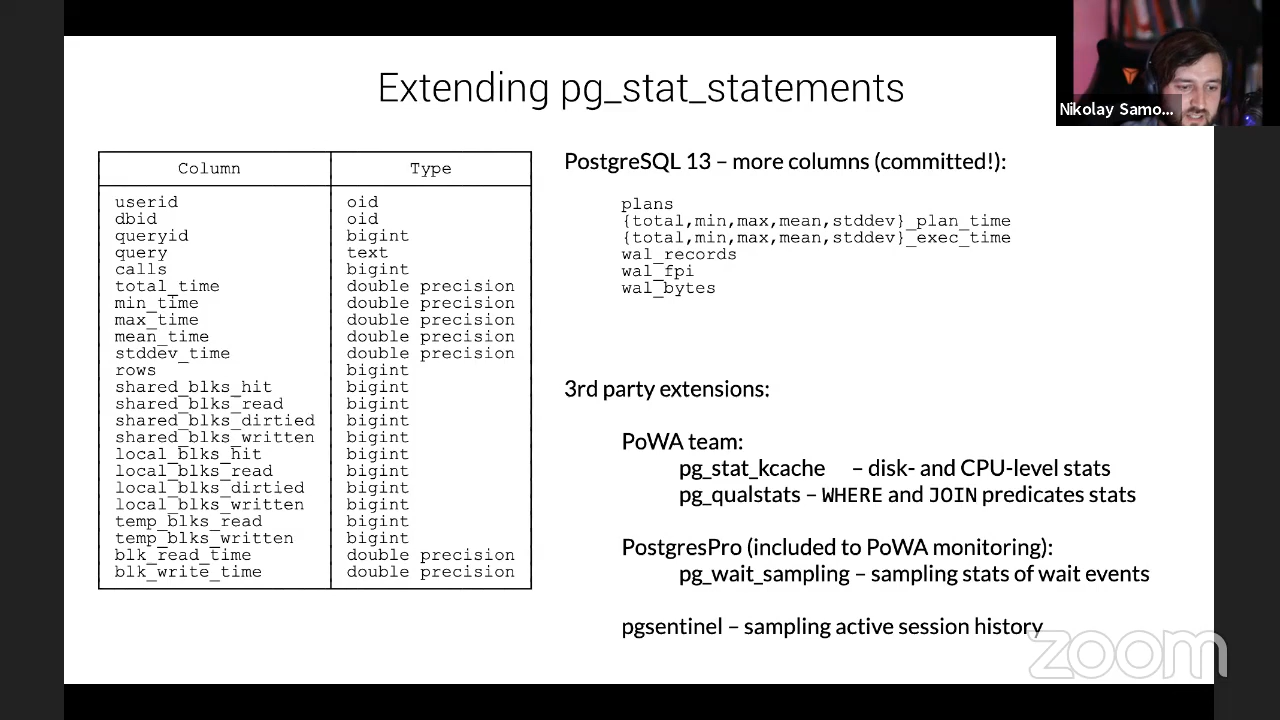 Extending pg_stat_statements
Nikolay Samo...
Column Type
userid oid
dbid oid
queryid bigint
query text
calls bigint
total_time double precision
min_time double precision
max_time double precision
mean_time double precision
stddev_time double precision
rows bigint
shared_blks_hit bigint
shared_blks_read bigint
shared_blks_dirtied bigint
shared_blks_written bigint
local_blks_hit bigint
local_blks_read bigint
local_blks_dirtied bigint
local_blks_written bigint
temp_blks_read bigint
temp_blks_written bigint
blk_read_time double precision
blk_write_time double precision
PostgreSQL 13 – more columns (committed!):
plans
{total,min,max,mean,stddev}_plan_time
{total,min,max,mean,stddev}_exec_time
wal_records
wal_fpi
wal_bytes
3rd party extensions:
PoWA team:
pg_stat_kcache – disk- and CPU-level stats
pg_qualstats – WHERE and JOIN predicates stats
PostgresPro (included to PoWA monitoring):
pg_wait_sampling – sampling stats of wait events
pgsentinel – sampling active session history
zoom